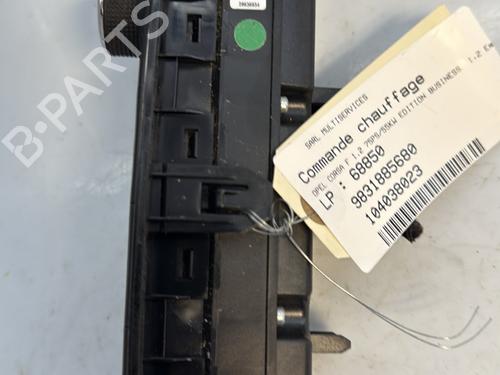 39838854
SARL MULTISERVICES
Commande chauffage
OPEL CORSA F 1.2 75PS/55KW EDITION BUSINESS 1.2 Ess
LP : 68850
9831885680
104038023
B-PARTS